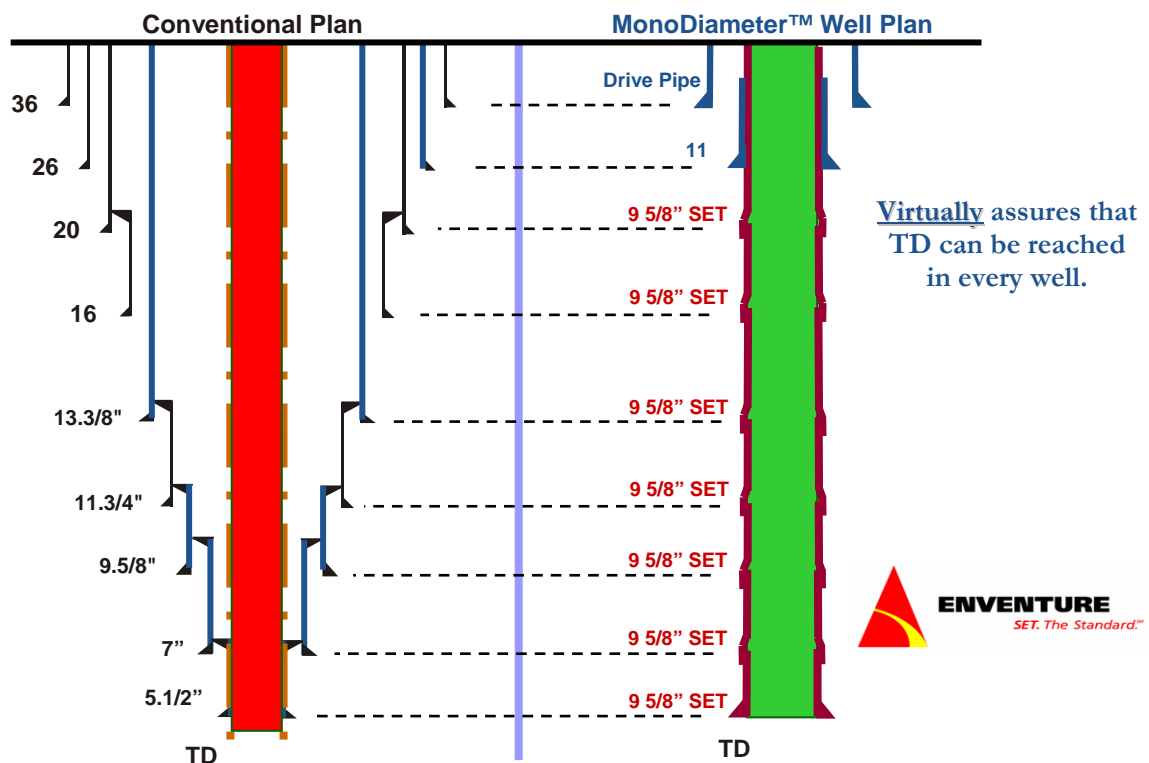 Conventional Plan
MonoDiameter™ Well Plan
36
26
20
16
13.3/8"
11.3/4"
9.5/8"
7”
5.1/2”
TD
Drive Pipe
11
9 5/8” SET
9 5/8” SET
9 5/8” SET
9 5/8” SET
9 5/8” SET
9 5/8” SET
9 5/8” SET
TD
Virtually assures that
TD can be reached
in every well.
ENVENTURE
SET. The Standard.℠